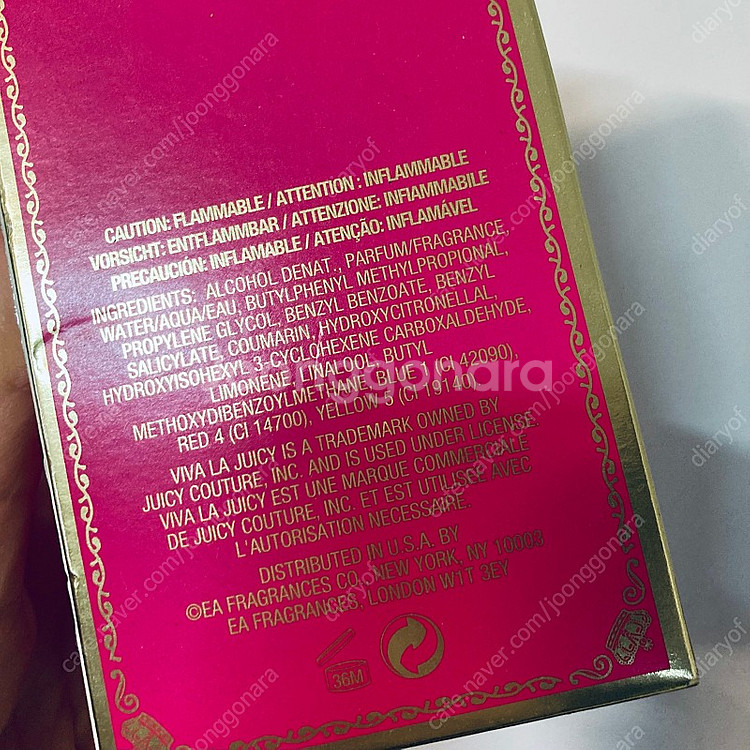 CAUTION: FLAMMABLE / ATTENTION : INFLAMMABLE
VORSICHT: ENTFLAMMBAR / ATTENZIONE: INFIAMMABILE
PRECAUCIÓN: INFLAMABLE / ATENÇÃO: INFLAMÁVEL
INGREDIENTS: ALCOHOL DENAT., PARFUM/FRAGRANCE,
WATER/AQUA/EAU, BUTYLPHENYL METHYLPROPIONAL,
PROPYLENE GLYCOL, BENZYL BENZOATE, BENZYL
SALICYLATE, COUMARIN, HYDROXYCITRONELLAL,
HYDROXYISOHEXYL 3-CYCLOHEXENE CARBOXALDEHYDE,
LIMONENE, LINALOOL, BUTYL
METHOXYDIBENZOYLMETHANE, BLUE 1 (CI 42090),
RED 4 (CI 14700), YELLOW 5 (CI 19140)
VIVA LA JUICY IS A TRADEMARK OWNED BY
JUICY COUTURE, INC. AND IS USED UNDER LICENSE.
VIVA LA JUICY EST UNE MARQUE COMMERCIALE
DE JUICY COUTURE, INC. ET EST UTILISÉE AVEC
L'AUTORISATION NÉCESSAIRE.
DISTRIBUTED IN U.S.A. BY
©EA FRAGRANCES CO., NEW YORK, NY 10003
EA FRAGRANCES, LONDON W1T 3EY
36M
joonggonara
cafe.naver.com/joonggonara
diaryof